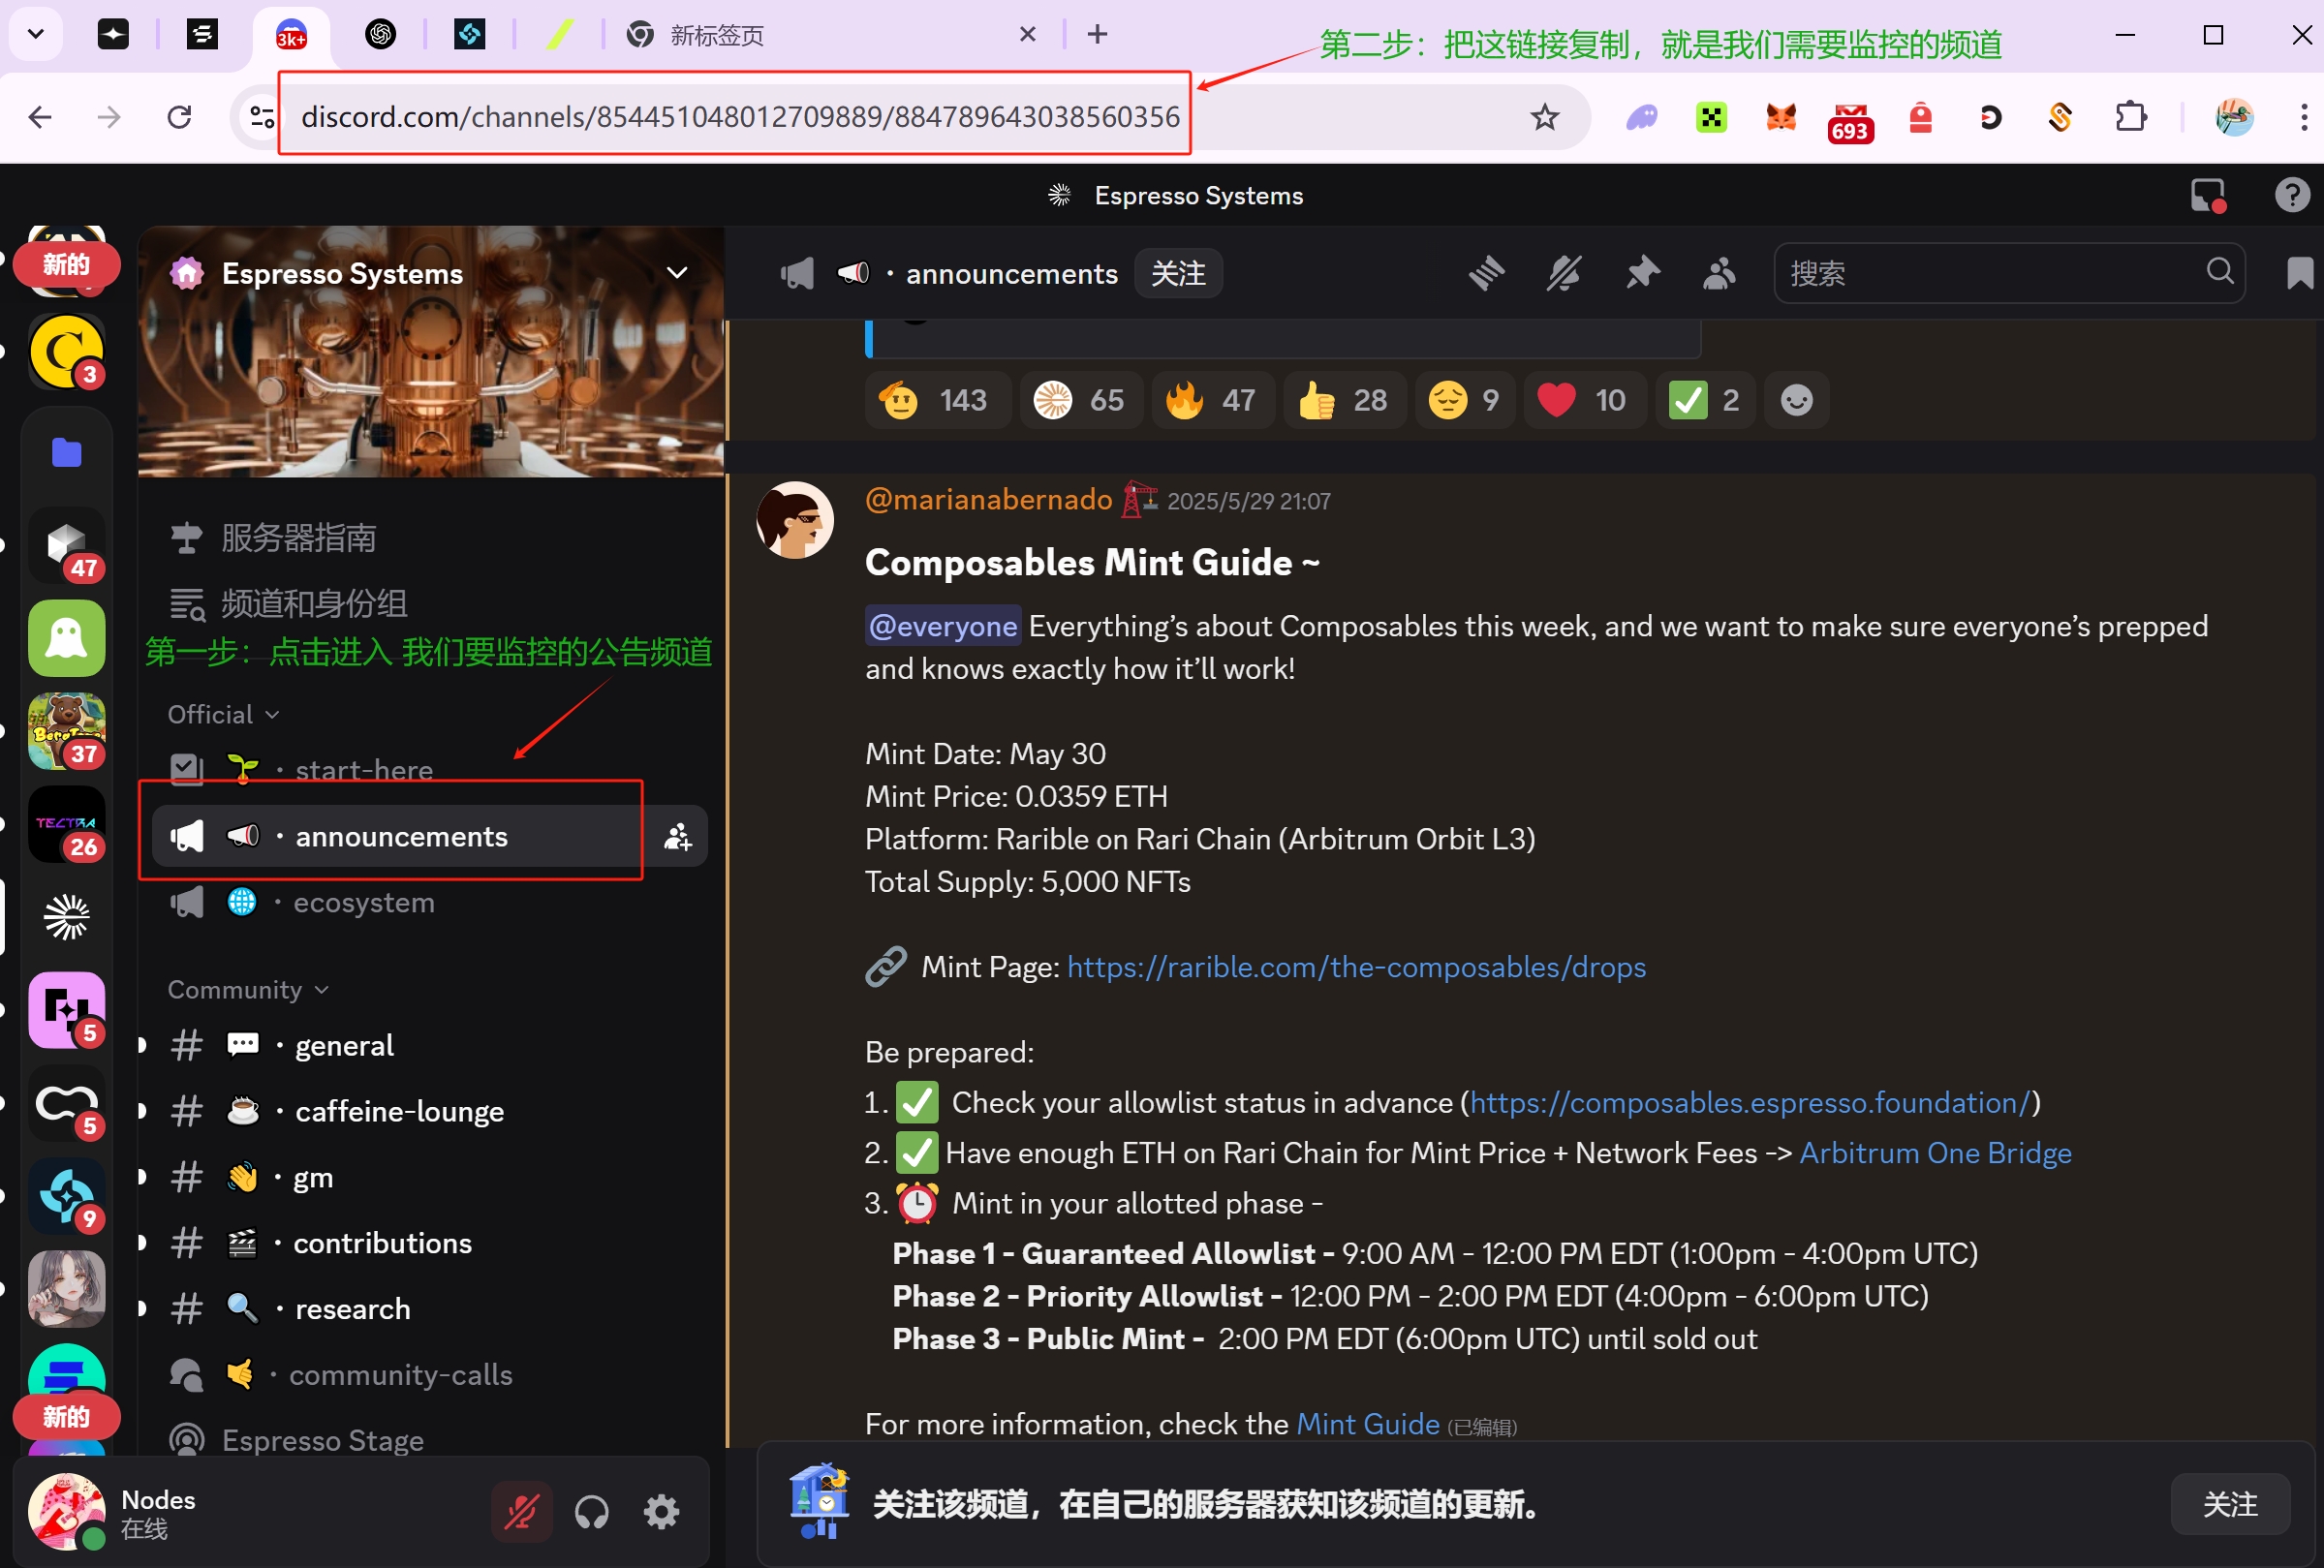 3k+
新标签页
第二步：把这链接复制，就是我们需要监控的频道
discord.com/channels/854451048012709889/884789643038560356
693
Espresso Systems
新的
Espresso Systems
📣・announcements
关注
搜索
3
143 65 47 28 9 10 2
@marianabernado 2025/5/29 21:07
Composables Mint Guide ~
@everyone Everything’s about Composables this week, and we want to make sure everyone’s prepped
and knows exactly how it’ll work!
Mint Date: May 30
Mint Price: 0.0359 ETH
Platform: Rarible on Rari Chain (Arbitrum Orbit L3)
Total Supply: 5,000 NFTs
🔗 Mint Page: https://rarible.com/the-composables/drops
Be prepared:
1. ✅ Check your allowlist status in advance (https://composables.espresso.foundation/)
2. ✅ Have enough ETH on Rari Chain for Mint Price + Network Fees -> Arbitrum One Bridge
3. ⏰ Mint in your allotted phase -
Phase 1 - Guaranteed Allowlist - 9:00 AM - 12:00 PM EDT (1:00pm - 4:00pm UTC)
Phase 2 - Priority Allowlist - 12:00 PM - 2:00 PM EDT (4:00pm - 6:00pm UTC)
Phase 3 - Public Mint - 2:00 PM EDT (6:00pm UTC) until sold out
For more information, check the Mint Guide (已编辑)
关注该频道，在自己的服务器获知该频道的更新。
关注
服务器指南
频道和身份组
第一步：点击进入 我们要监控的公告频道
Official
🌱・start-here
📣・announcements
🌐・ecosystem
Community
💬・general
☕・caffeine-lounge
👋・gm
🎬・contributions
🔍・research
🤙・community-calls
Espresso Stage
47
37
TECTRA
26
5
5
9
新的
Nodes
在线